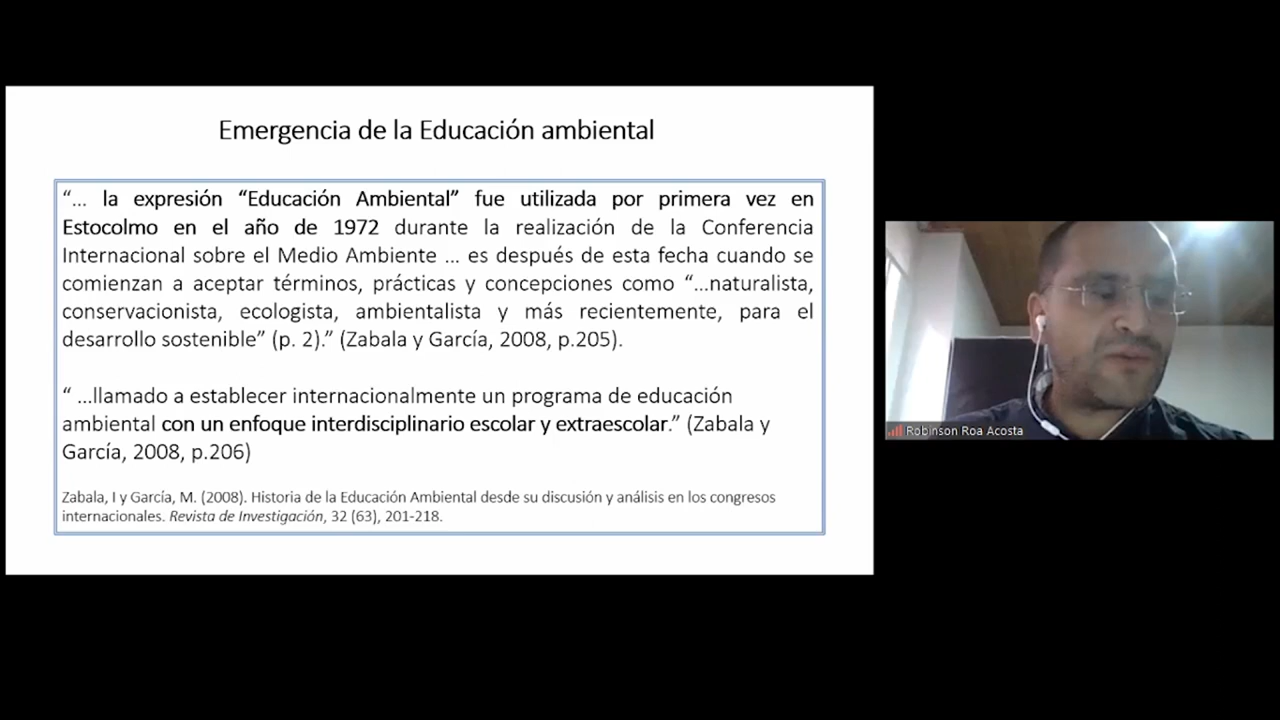 Emergencia de la Educación ambiental
“… la expresión “Educación Ambiental” fue utilizada por primera vez en
Estocolmo en el año de 1972 durante la realización de la Conferencia
Internacional sobre el Medio Ambiente … es después de esta fecha cuando se
comienzan a aceptar términos, prácticas y concepciones como “…naturalista,
conservacionista, ecologista, ambientalista y más recientemente, para el
desarrollo sostenible” (p. 2).” (Zabala y García, 2008, p.205).
“ …llamado a establecer internacionalmente un programa de educación
ambiental con un enfoque interdisciplinario escolar y extraescolar.” (Zabala y
García, 2008, p.206)
Zabala, I y García, M. (2008). Historia de la Educación Ambiental desde su discusión y análisis en los congresos
internacionales. Revista de Investigación, 32 (63), 201-218.
Robinson Roa Acosta